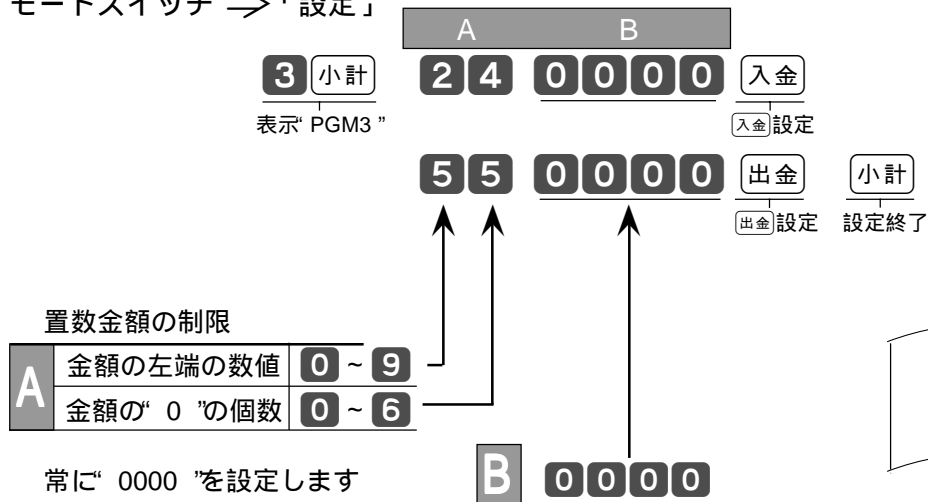 モードスイッチ ⇒「設定」
A B
3 小計 2 4 0 0 0 0 入金
表示“ PGM3 ” 入金 設定
5 5 0 0 0 0 出金 小計
出金 設定 設定終了
置数金額の制限
A 金額の左端の数値 0 ~ 9
金額の“ 0 ”の個数 0 ~ 6
常に“ 0000 ”を設定します B 0 0 0 0